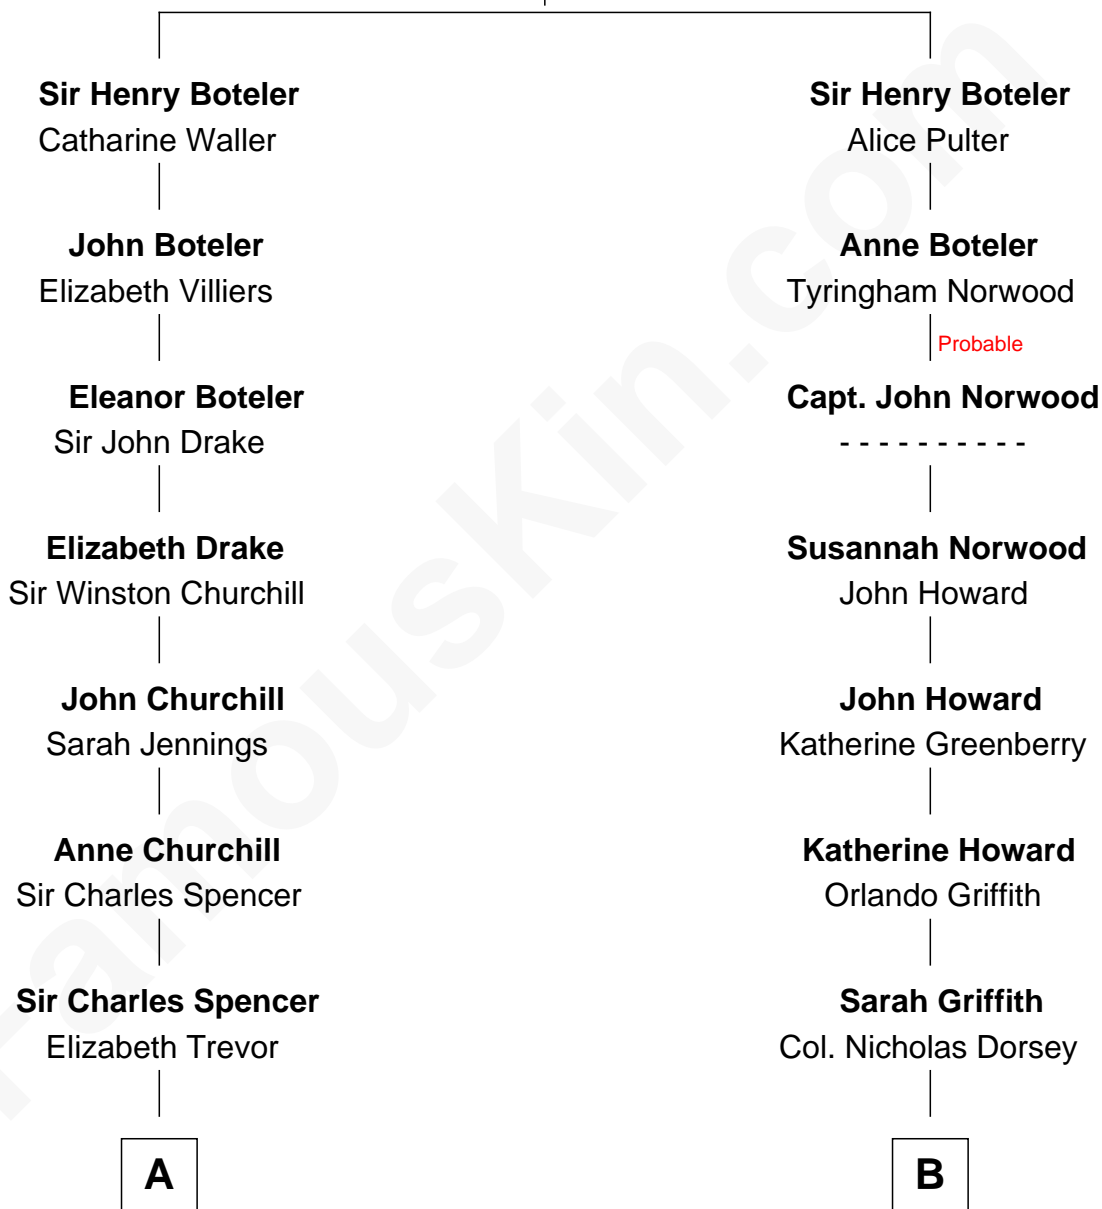 Sir Henry Boteler
Catharine Waller
John Boteler
Elizabeth Villiers
Eleanor Boteler
Sir John Drake
Elizabeth Drake
Sir Winston Churchill
John Churchill
Sarah Jennings
Anne Churchill
Sir Charles Spencer
Sir Charles Spencer
Elizabeth Trevor
A
Sir Henry Boteler
Alice Pulter
Anne Boteler
Tyringham Norwood
Probable
Capt. John Norwood
- - - - - - - - - -
Susannah Norwood
John Howard
John Howard
Katherine Greenberry
Katherine Howard
Orlando Griffith
Sarah Griffith
Col. Nicholas Dorsey
B
FamousKin.com